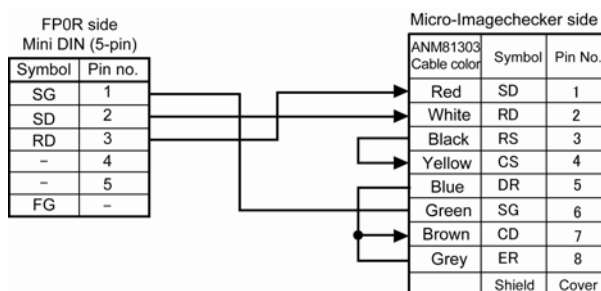 FP0R side
Mini DIN (5-pin)
Symbol Pin no.
SG 1
SD 2
RD 3
– 4
– 5
FG –
Micro-Imagechecker side
ANM81303
Cable color Symbol Pin No.
Red SD 1
White RD 2
Black RS 3
Yellow CS 4
Blue DR 5
Green SG 6
Brown CD 7
Grey ER 8
Shield Cover